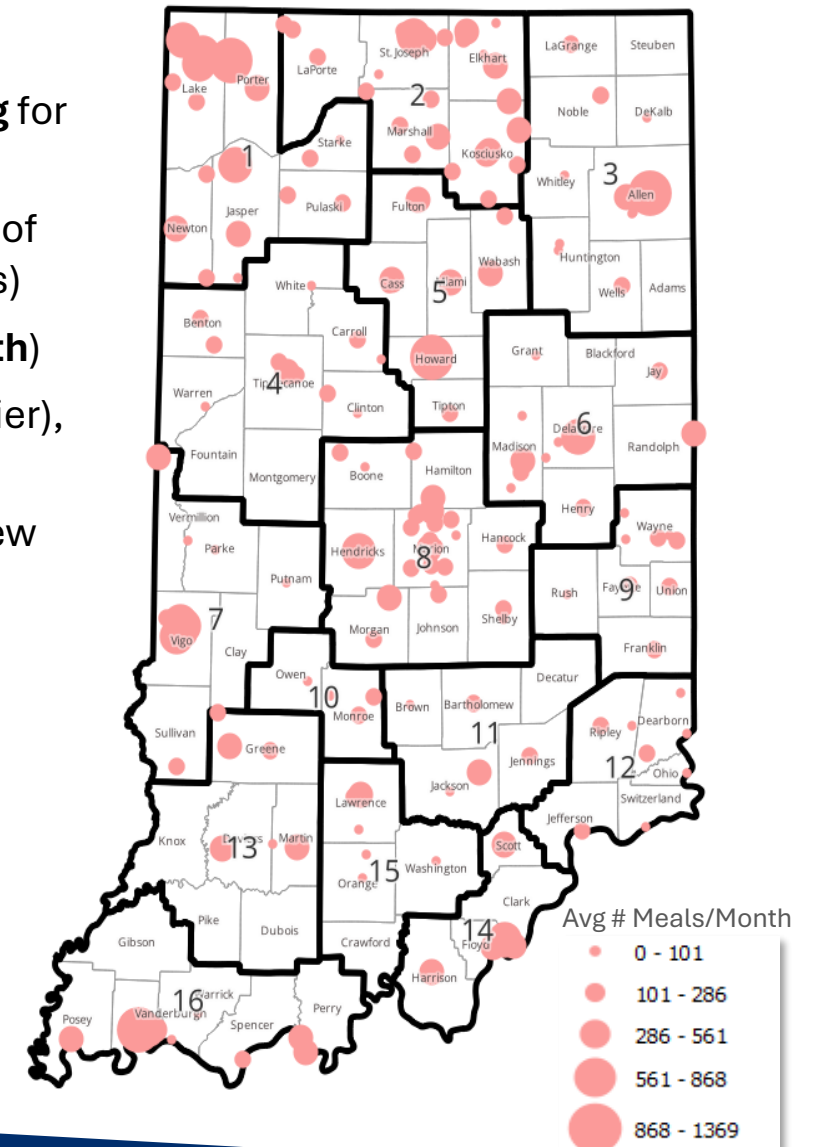 g for
of
s)
th)
ier),
ew
LaGrange Steuben
St. Joseph Elkhart
LaPorte
Lake Porter
Noble DeKalb
2
Marshall
Starke
Kosciusko
1
3
Whitley Allen
Pulaski Fulton
Jasper
Newton
Wabash
Huntington
Cass
5
White
Wells Adams
Benton
Carroll
Grant Blackford
Howard
Jay
4
Warren
Clinton Tipton
6
Madison Randolph
Fountain
Boone Hamilton
Montgomery
Henry
Vermillion
Wayne
Parke Hendricks Hancock
8
Putnam
Rush Union
9
7
Shelby
Morgan Johnson
Vigo
Clay
Franklin
Owen
Decatur
10
Brown Bartholomew
Monroe
Dearborn
Ripley
Sullivan
11
Greene
Jennings
12
Ohio
Jackson
Switzerland
Lawrence
Jefferson
Knox Martin
13
Scott
Washington
15
Orange
Clark
Pike
Dubois
14
Floyd
Gibson
Crawford
Harrison
16
Perry
Posey Vanderburgh
Spencer
Avg # Meals/Month
0 - 101
101 - 286
286 - 561
561 - 868
868 - 1369